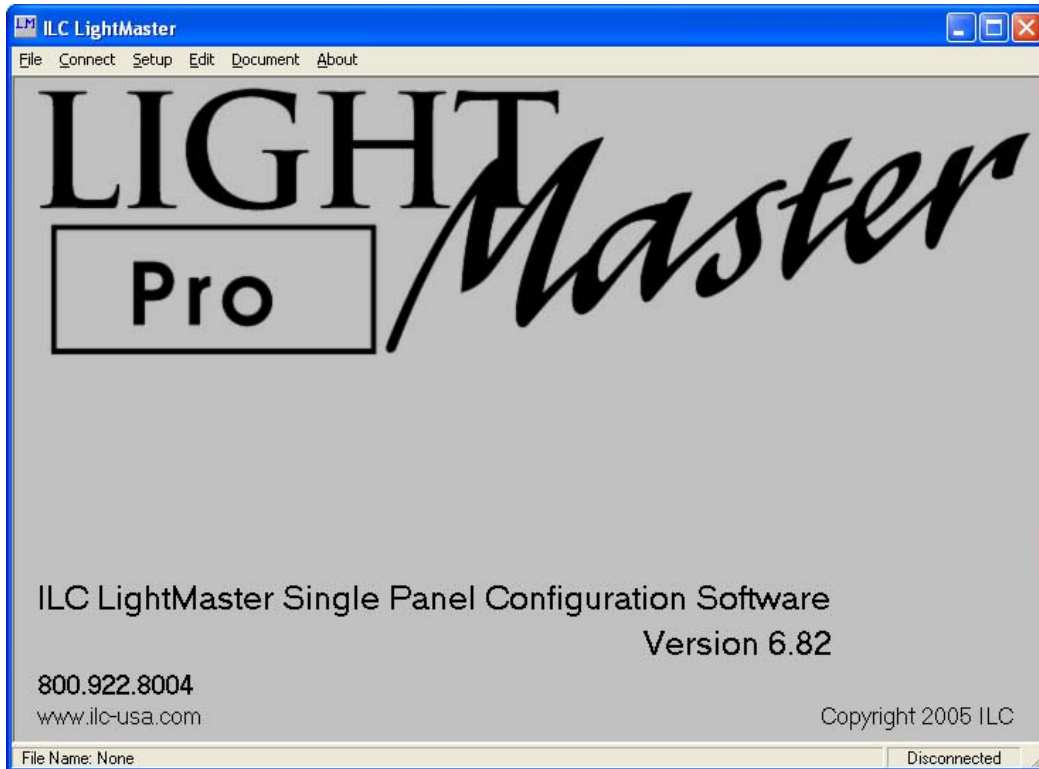 LM ILC LightMaster
File Connect Setup Edit Document About
LIGHT
Master
Pro
ILC LightMaster Single Panel Configuration Software
Version 6.82
800.922.8004
www.ilc-usa.com
Copyright 2005 ILC
File Name: None
Disconnected